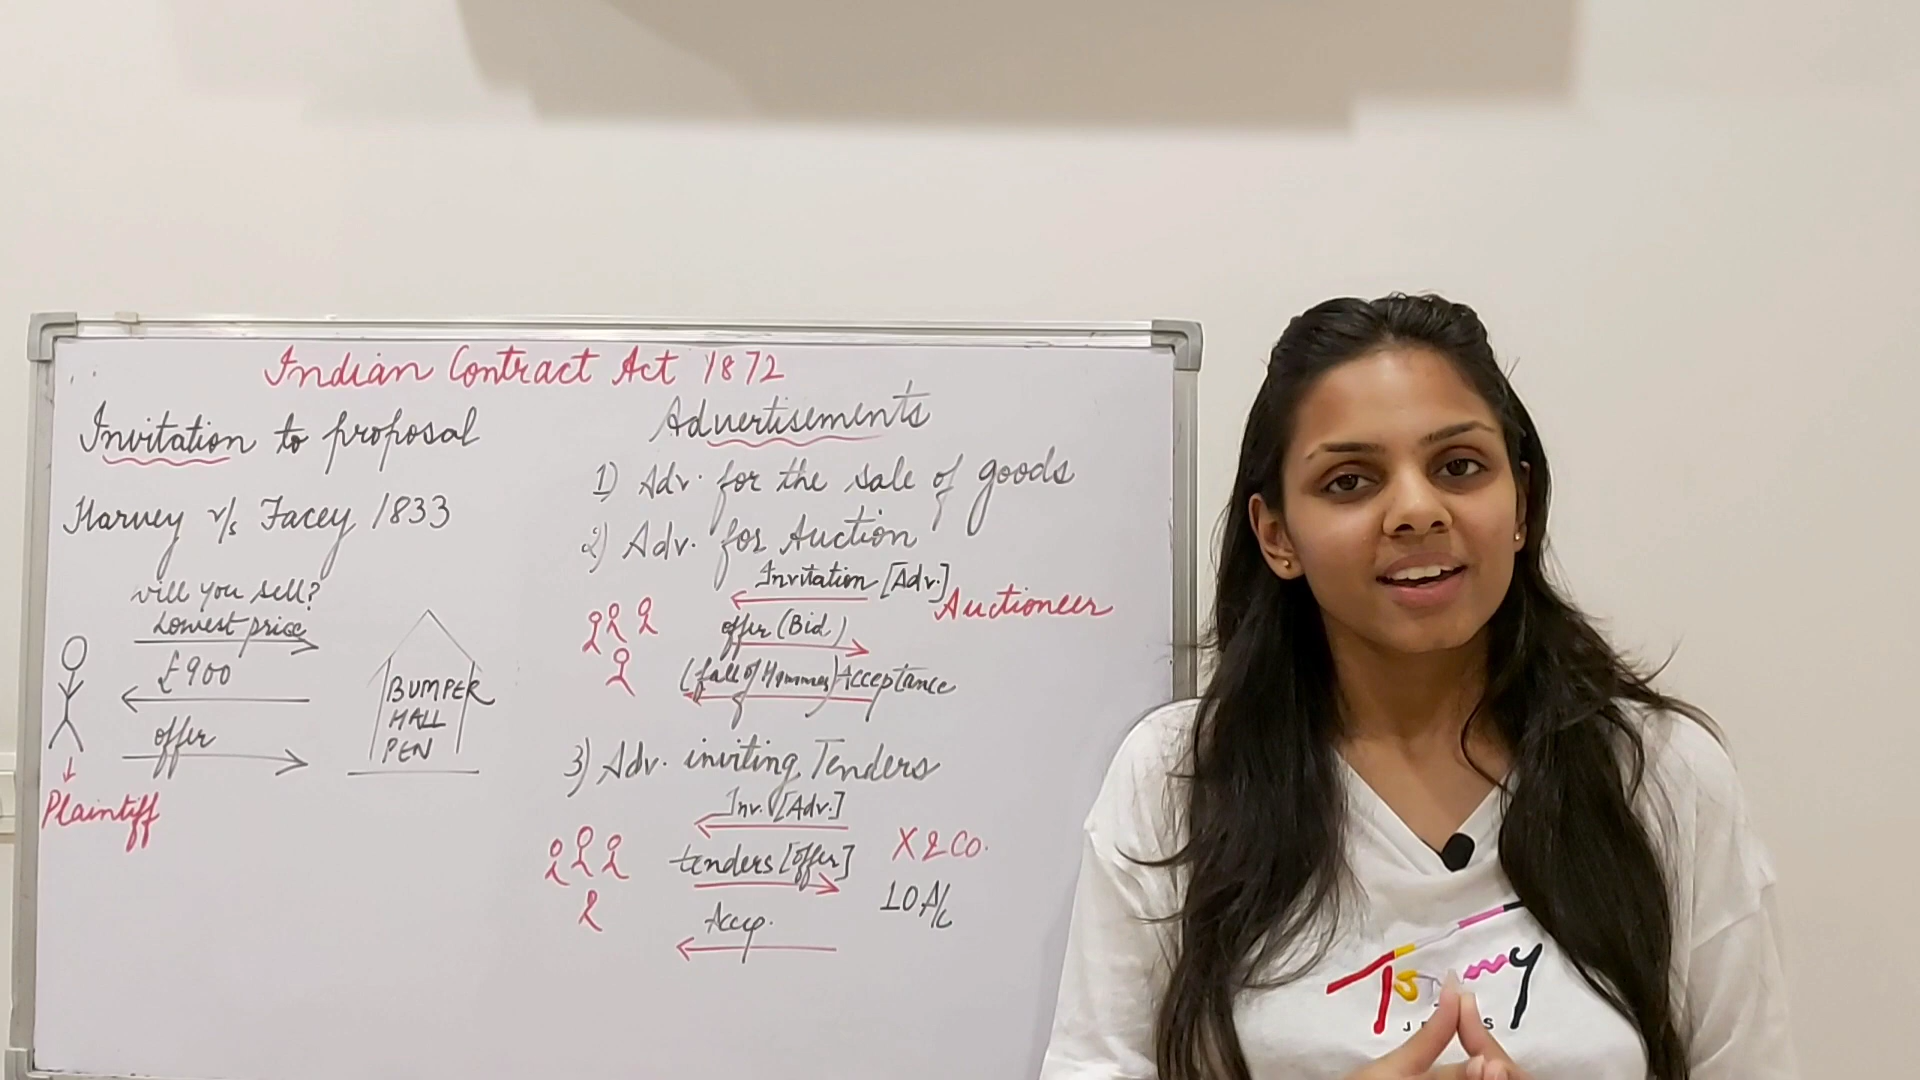 Indian Contract Act 1872
Invitation to proposal
Harvey v/s Facey 1833
will you sell?
Lowest price
£900
offer
Plaintiff
BUMPER
HALL
PEN
Advertisements
1) Adv. for the sale of goods
2) Adv. for Auction
Invitation [Adv.]
Auctioneer
offer (Bid)
(fall of Hammer) Acceptance
3) Adv. inviting Tenders
Inv. [Adv.]
tenders [offer]
X & Co.
10 A/c
Accp.
Tommy